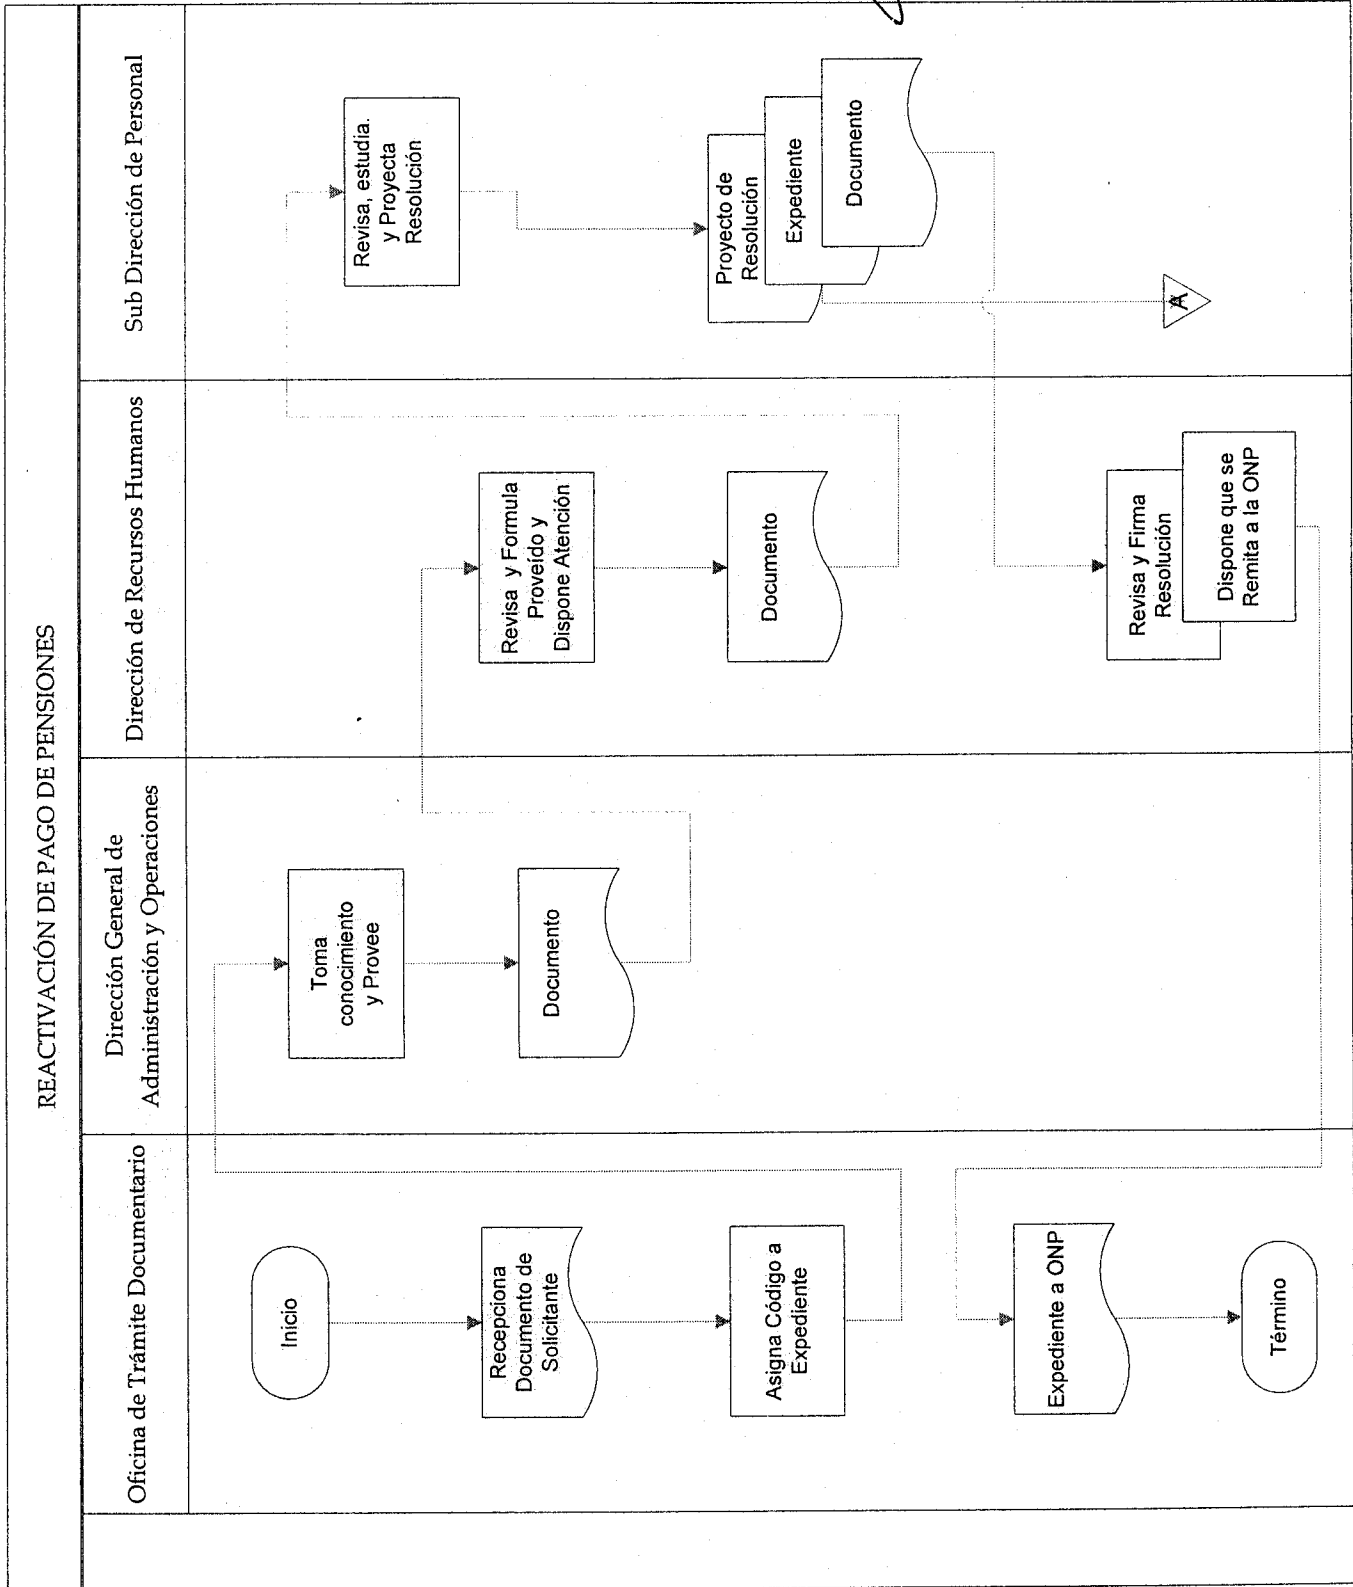 REACTIVACIÓN DE PAGO DE PENSIONES
Oficina de Trámite Documentario
Dirección General de
Administración y Operaciones
Dirección de Recursos Humanos
Sub Dirección de Personal
Inicio
Recepciona
Documento de
Solicitante
Asigna Código a
Expediente
Toma
conocimiento
y Provee
Documento
Revisa y Formula
Proveído y
Dispone Atención
Documento
Revisa, estudia.
y Proyecta
Resolución
Proyecto de
Resolución
Expediente
Documento
A
Revisa y Firma
Resolución
Dispone que se
Remita a la ONP
Expediente a ONP
Término